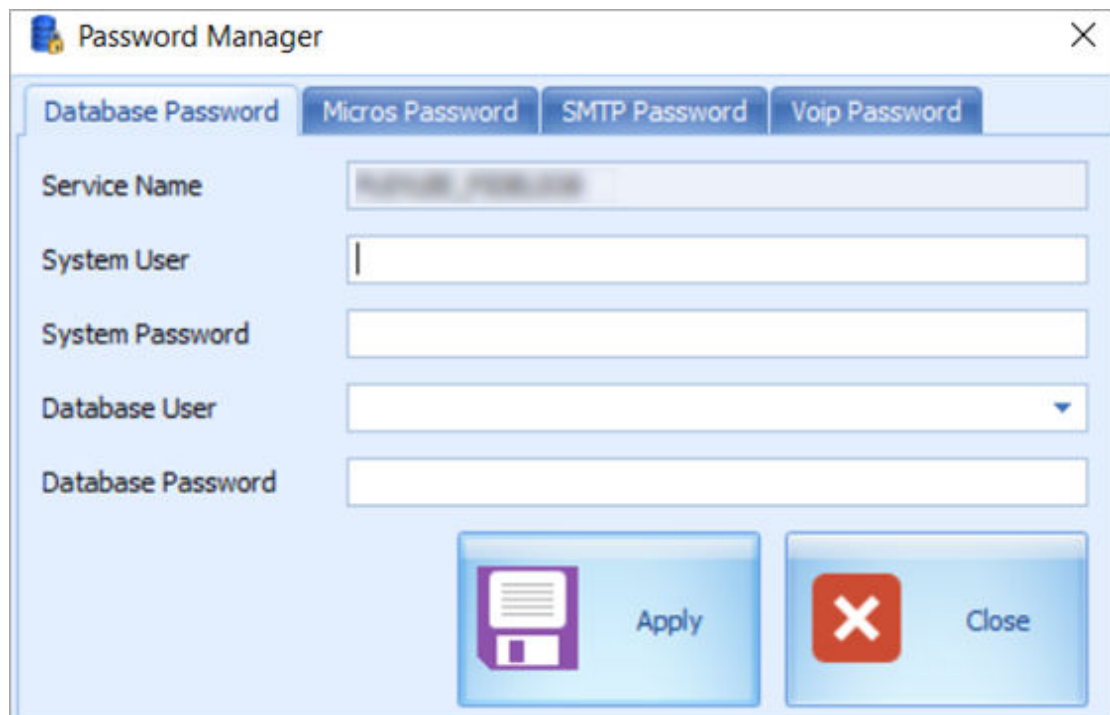 Password Manager
Database Password Micros Password SMTP Password Voip Password
Service Name
System User
System Password
Database User
Database Password
Apply Close